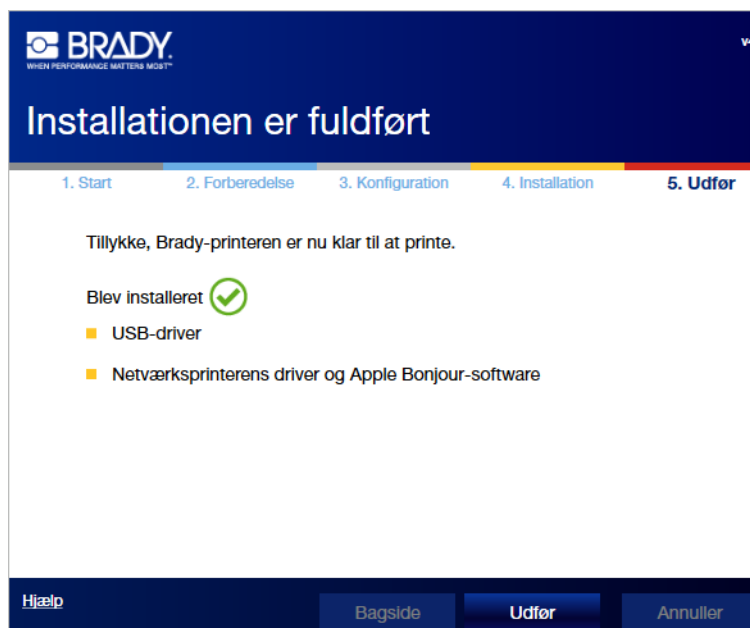 BRADY.
WHEN PERFORMANCE MATTERS MOST™
Installationen er fuldført
1. Start 2. Forberedelse 3. Konfiguration 4. Installation 5. Udfør
Tillykke, Brady-printeren er nu klar til at printe.
Blev installeret
USB-driver
Netværksprinterens driver og Apple Bonjour-software
Hjælp Bagside Udfør Annuller